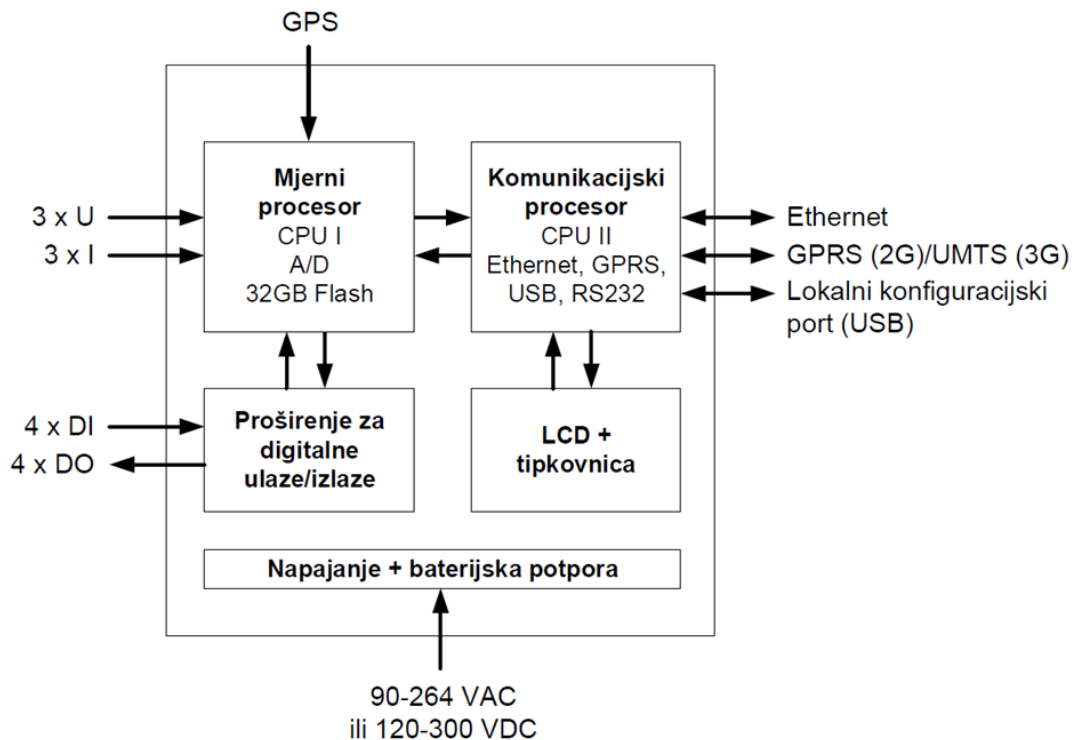 GPS
Mjerni
procesor
CPU I
A/D
32GB Flash
Komunikacijski
procesor
CPU II
Ethernet, GPRS,
USB, RS232
3 x U
3 x I
Ethernet
GPRS (2G)/UMTS (3G)
Lokalni konfiguracijski
port (USB)
4 x DI
4 x DO
Proširenje za
digitalne
ulaze/izlaze
LCD +
tipkovnica
Napajanje + baterijska potpora
90-264 VAC
ili 120-300 VDC